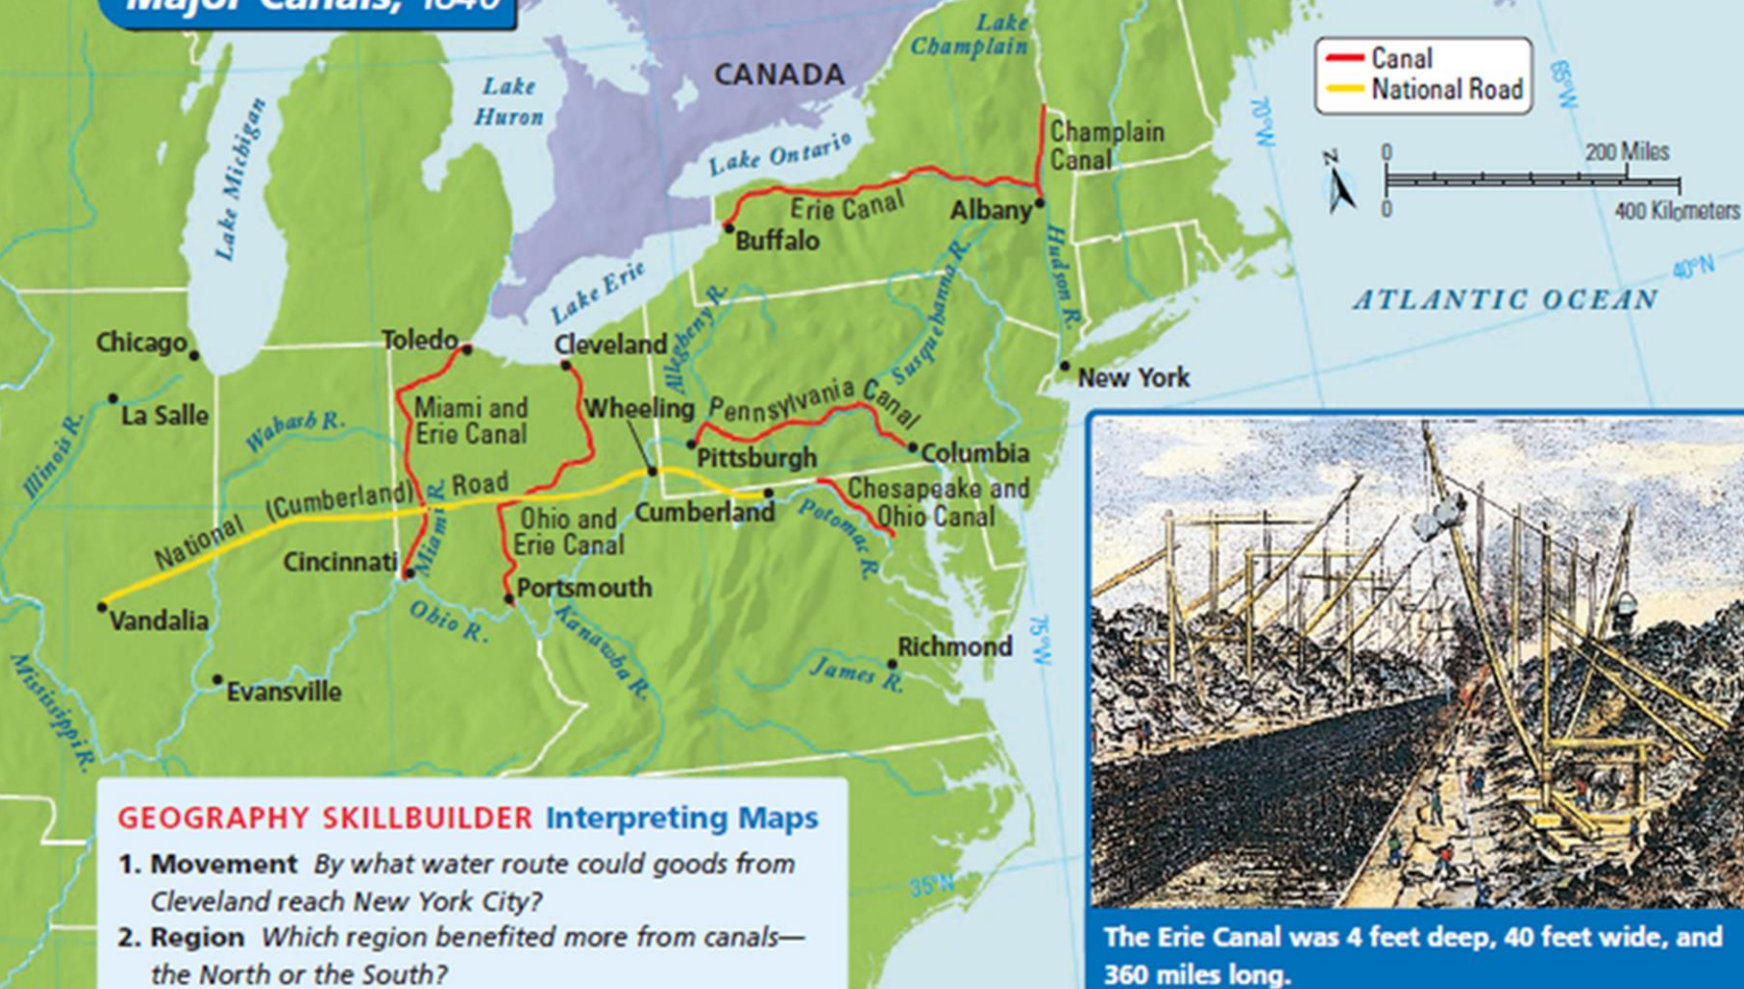 Major Canals, 1840
Lake
Champlain
CANADA
Lake
Huron
Lake Michigan
Lake Ontario
Champlain
Canal
Erie Canal
Albany
Buffalo
Hudson R.
Lake Erie
Susquehanna R.
Allegheny R.
Canal
National Road
70°W
65°W
N
0
200 Miles
0
400 Kilometers
40°N
ATLANTIC OCEAN
Chicago
Toledo
Cleveland
New York
La Salle
Illinois R.
Wabash R.
Miami and
Erie Canal
Wheeling
Pennsylvania Canal
Pittsburgh
Columbia
National (Cumberland) Road
Miami R.
Ohio and
Erie Canal
Cumberland
Chesapeake and
Ohio Canal
Potomac R.
Cincinnati
Portsmouth
Ohio R.
Kanawha R.
Vandalia
Mississippi R.
Evansville
Richmond
James R.
75°W
35°N
GEOGRAPHY SKILLBUILDER Interpreting Maps
1. Movement By what water route could goods from
Cleveland reach New York City?
2. Region Which region benefited more from canals—
the North or the South?
The Erie Canal was 4 feet deep, 40 feet wide, and
360 miles long.